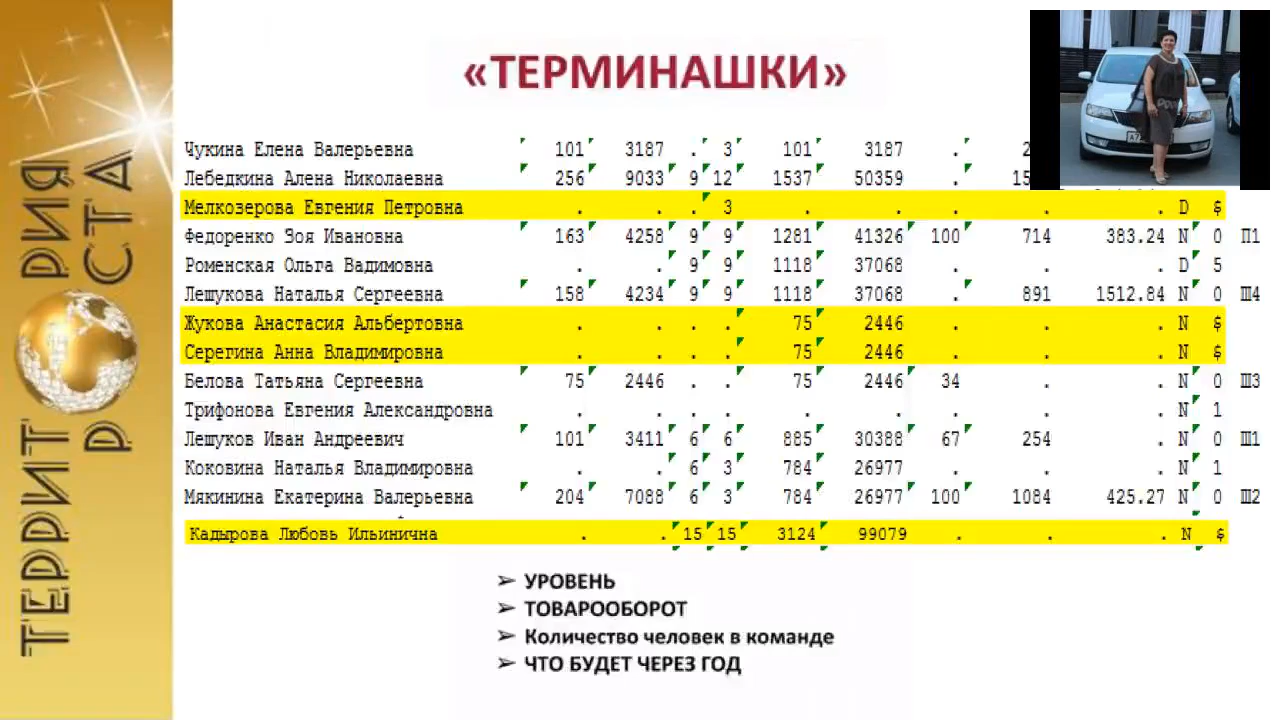 ТЕРРИТОРИЯ
РОСТА
«ТЕРМИНАШКИ»
Чукина Елена Валерьевна 101 3187 . 3 101 3187 . 2
Лебедкина Алена Николаевна 256 9033 9 12 1537 50359 . 15
Мелкозерова Евгения Петровна . . . 3 . . . . . D $
Федоренко Зоя Ивановна 163 4258 9 9 1281 41326 100 714 383.24 N 0 П1
Роменская Ольга Вадимовна . . 9 9 1118 37068 . . . D 5
Лешукова Наталья Сергеевна 158 4234 9 9 1118 37068 . 891 1512.84 N 0 Ш4
Жукова Анастасия Альбертовна . . . . 75 2446 . . . N $
Серегина Анна Владимировна . . . . 75 2446 . . . N $
Белова Татьяна Сергеевна 75 2446 . . 75 2446 34 . . N 0 Ш3
Трифонова Евгения Александровна . . . . . . . . . N 1
Лешуков Иван Андреевич 101 3411 6 6 885 30388 67 254 . N 0 Ш1
Коковина Наталья Владимировна . . 6 3 784 26977 . . . N 1
Мякинина Екатерина Валерьевна 204 7088 6 3 784 26977 100 1084 425.27 N 0 Ш2
Кадырова Любовь Ильинична . . 15 15 3124 99079 . . . N $
➢ УРОВЕНЬ
➢ ТОВАРООБОРОТ
➢ Количество человек в команде
➢ ЧТО БУДЕТ ЧЕРЕЗ ГОД